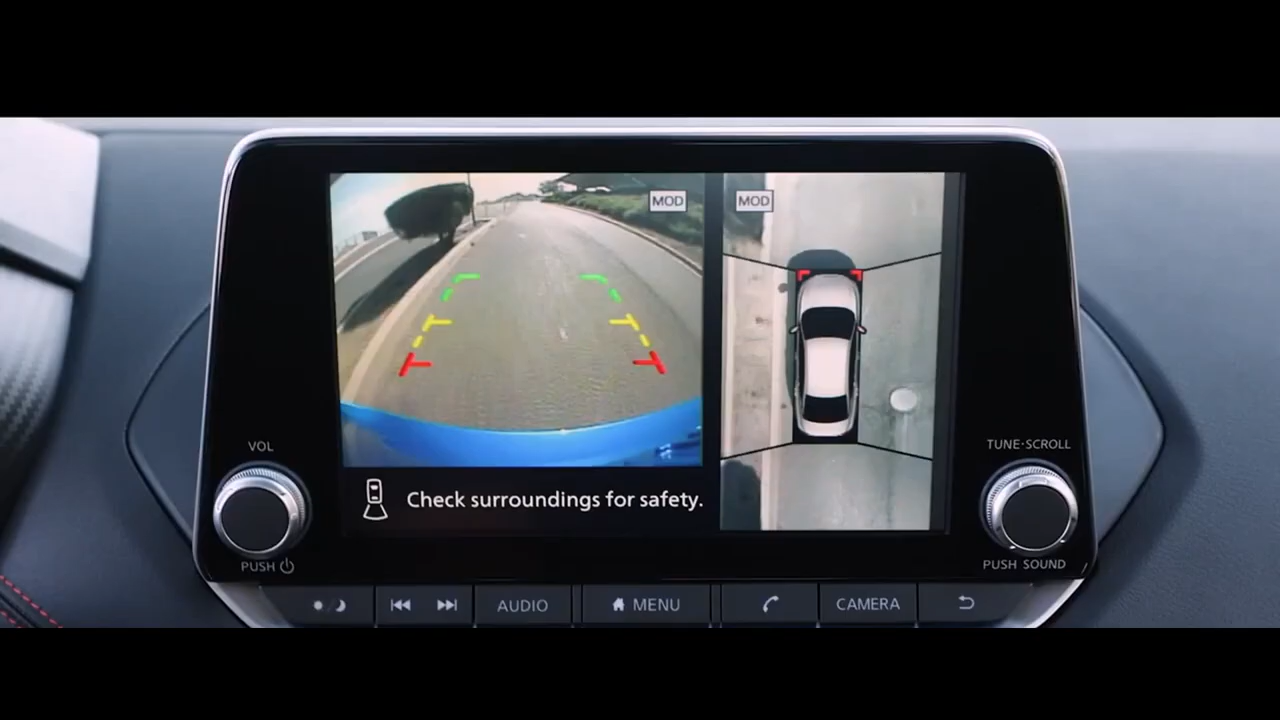 MOD
MOD
VOL
TUNE·SCROLL
Check surroundings for safety.
PUSH
PUSH SOUND
AUDIO
MENU
CAMERA